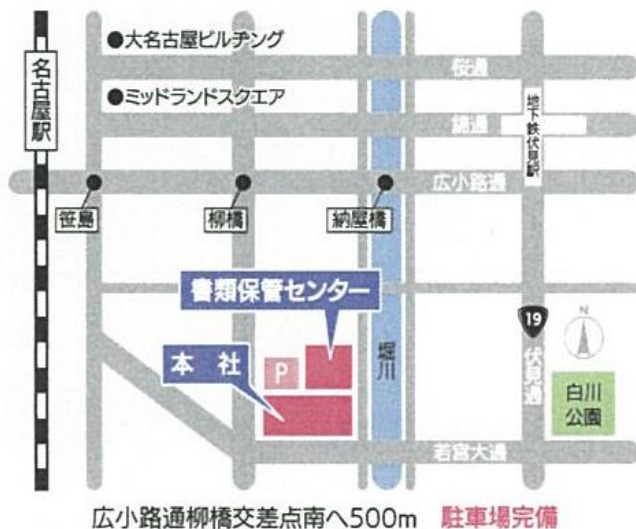 大名古屋ビルヂング
桜通
名古屋駅
ミッドランドスクエア
錦通
地下鉄伏見駅
広小路通
笹島
柳橋
納屋橋
書類保管センター
19
N
本社
P
堀川
伏見通
白川
公園
若宮大通
広小路通柳橋交差点南へ500m 駐車場完備